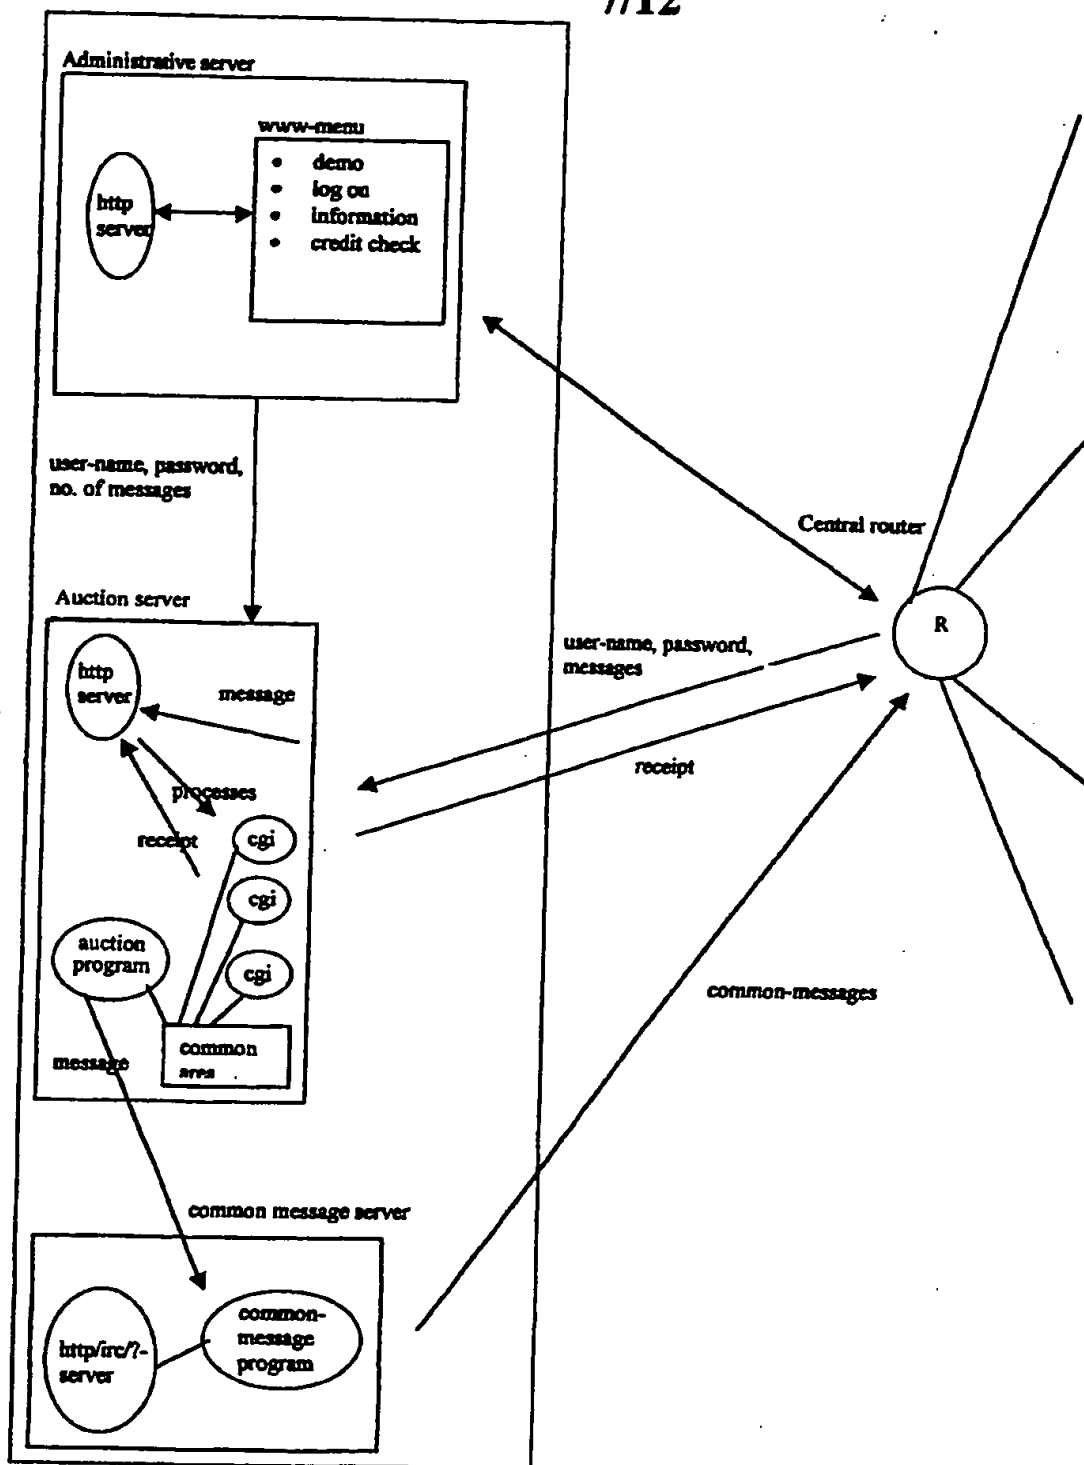 7/12
Administrative server
www-menu
• demo
• log on
• information
• credit check
http
server
user-name, password,
no. of messages
Central router
R
Auction server
http
server
message
user-name, password,
messages
receipt
processes
receipt
cgi
cgi
cgi
auction
program
common
area
message
common-messages
common message server
http/irc/?-
server
common-
message
program